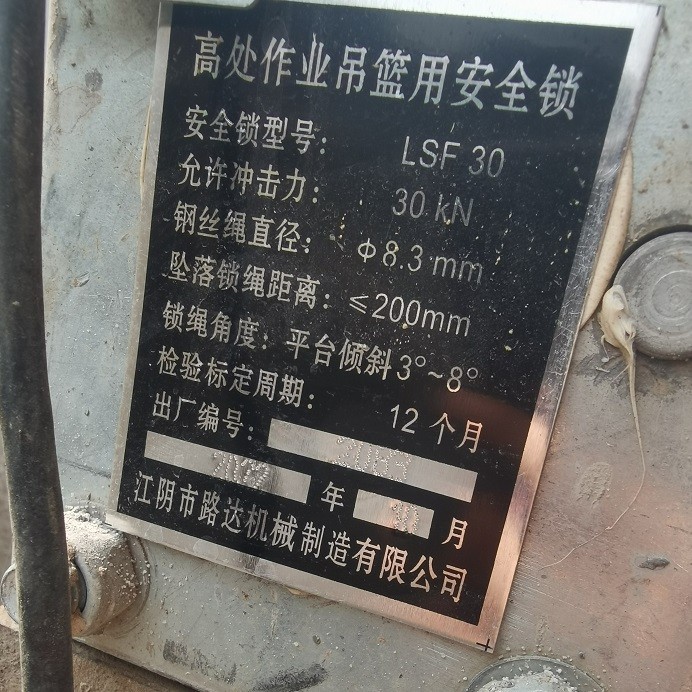 高处作业吊篮用安全锁
安全锁型号： LSF 30
允许冲击力： 30 kN
钢丝绳直径： Φ8.3 mm
坠落锁绳距离：≤200mm
锁绳角度：平台倾斜3°~8°
检验标定周期： 12 个月
出厂编号：
年 月
江阴市路达机械制造有限公司